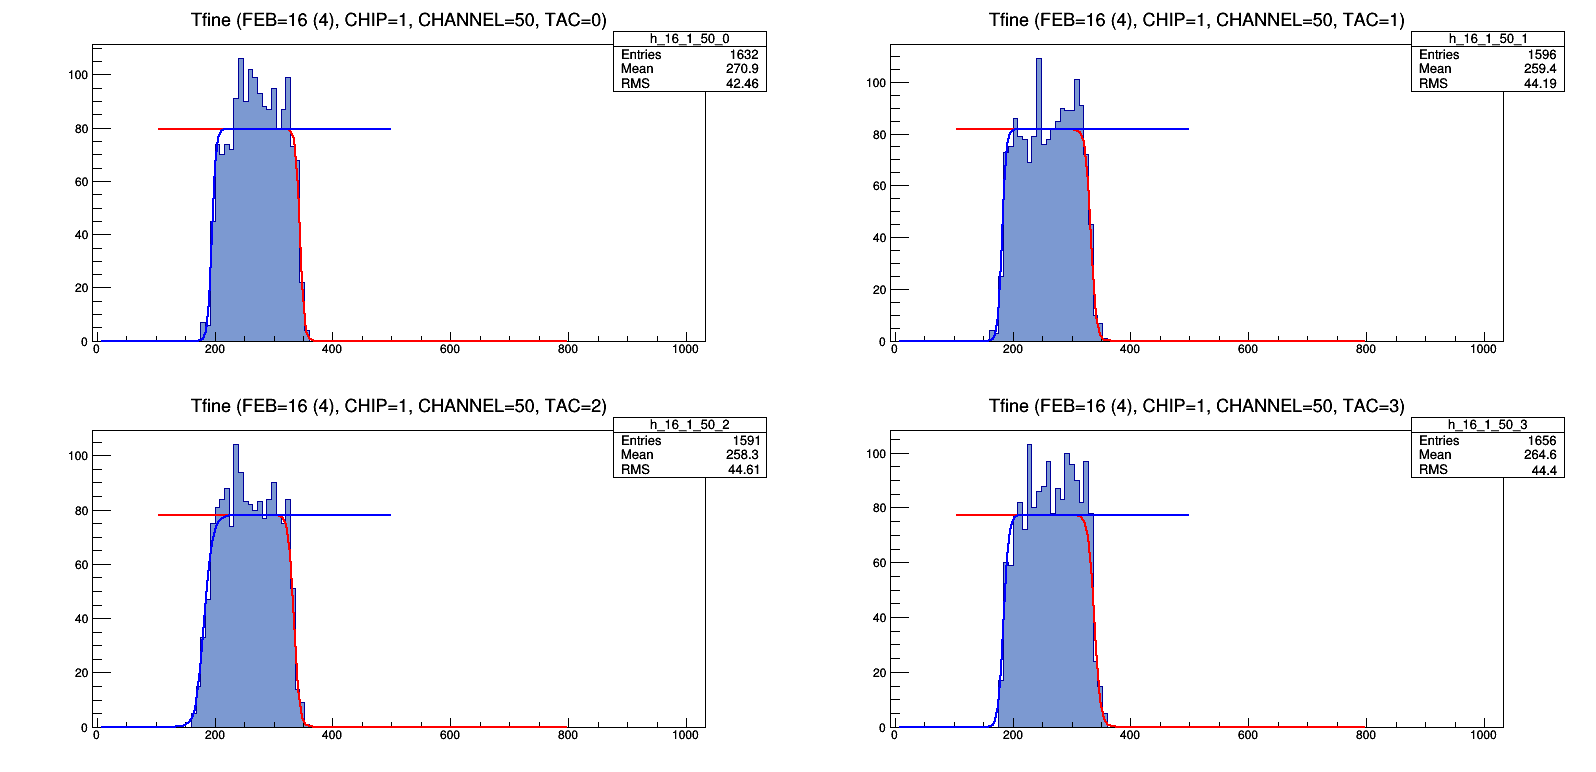 Tfine (FEB=16 (4), CHIP=1, CHANNEL=50, TAC=0)
h_16_1_50_0
Entries 1632
Mean 270.9
RMS 42.46
100
80
60
40
20
0
0 200 400 600 800 1000
Tfine (FEB=16 (4), CHIP=1, CHANNEL=50, TAC=1)
h_16_1_50_1
Entries 1596
Mean 259.4
RMS 44.19
100
80
60
40
20
0
0 200 400 600 800 1000
Tfine (FEB=16 (4), CHIP=1, CHANNEL=50, TAC=2)
h_16_1_50_2
Entries 1591
Mean 258.3
RMS 44.61
100
80
60
40
20
0
0 200 400 600 800 1000
Tfine (FEB=16 (4), CHIP=1, CHANNEL=50, TAC=3)
h_16_1_50_3
Entries 1656
Mean 264.6
RMS 44.4
100
80
60
40
20
0
0 200 400 600 800 1000